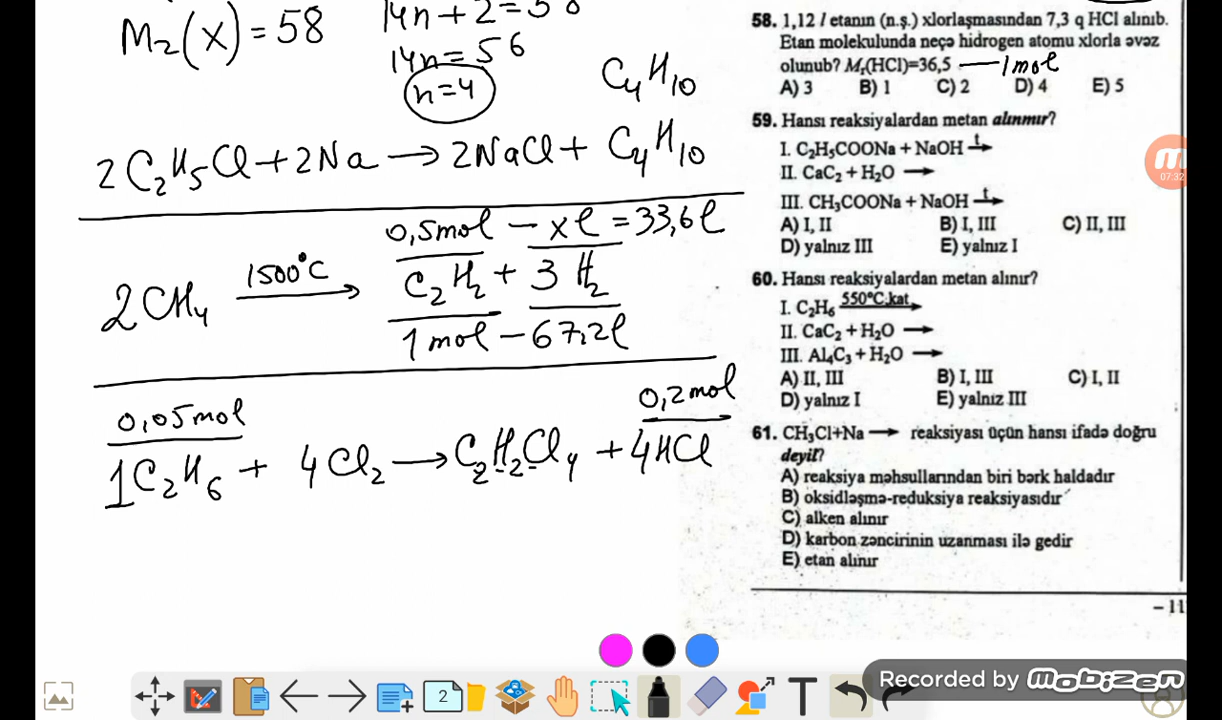 M₂(x) = 58
14n + 2 = 58
14n = 56
n = 4
C₄H₁₀
2C₂H₅Cl + 2Na → 2NaCl + C₄H₁₀
0,5mol – x l = 33,6l
2CH₄ 1500°C → C₂H₂ + 3H₂
1 mol – 67,2l
0,05mol 0,2mol
1C₂H₆ + 4Cl₂ → C₂H₂Cl₄ + 4HCl
58. 1,12 l etanın (n.ş.) xlorlaşmasından 7,3 q HCl alınıb.
Etan molekulunda neçə hidrogen atomu xlorla əvəz
olunub? Mᵣ(HCl)=36,5 — 1mol
A) 3 B) 1 C) 2 D) 4 E) 5
59. Hansı reaksiyalardan metan alınmır?
I. C₂H₅COONa + NaOH t→
II. CaC₂ + H₂O →
III. CH₃COONa + NaOH t→
A) I, II B) I, III C) II, III
D) yalnız III E) yalnız I
60. Hansı reaksiyalardan metan alınır?
I. C₂H₆ 550°C,kat →
II. CaC₂ + H₂O →
III. Al₄C₃ + H₂O →
A) II, III B) I, III C) I, II
D) yalnız I E) yalnız III
61. CH₃Cl+Na → reaksiyası üçün hansı ifadə doğru
deyil?
A) reaksiya məhsullarından biri bərk haldadır
B) oksidləşmə-reduksiya reaksiyasıdır
C) alken alınır
D) karbon zəncirinin uzanması ilə gedir
E) etan alınır
– 11
m
07:32
2
T
Recorded by mobizen